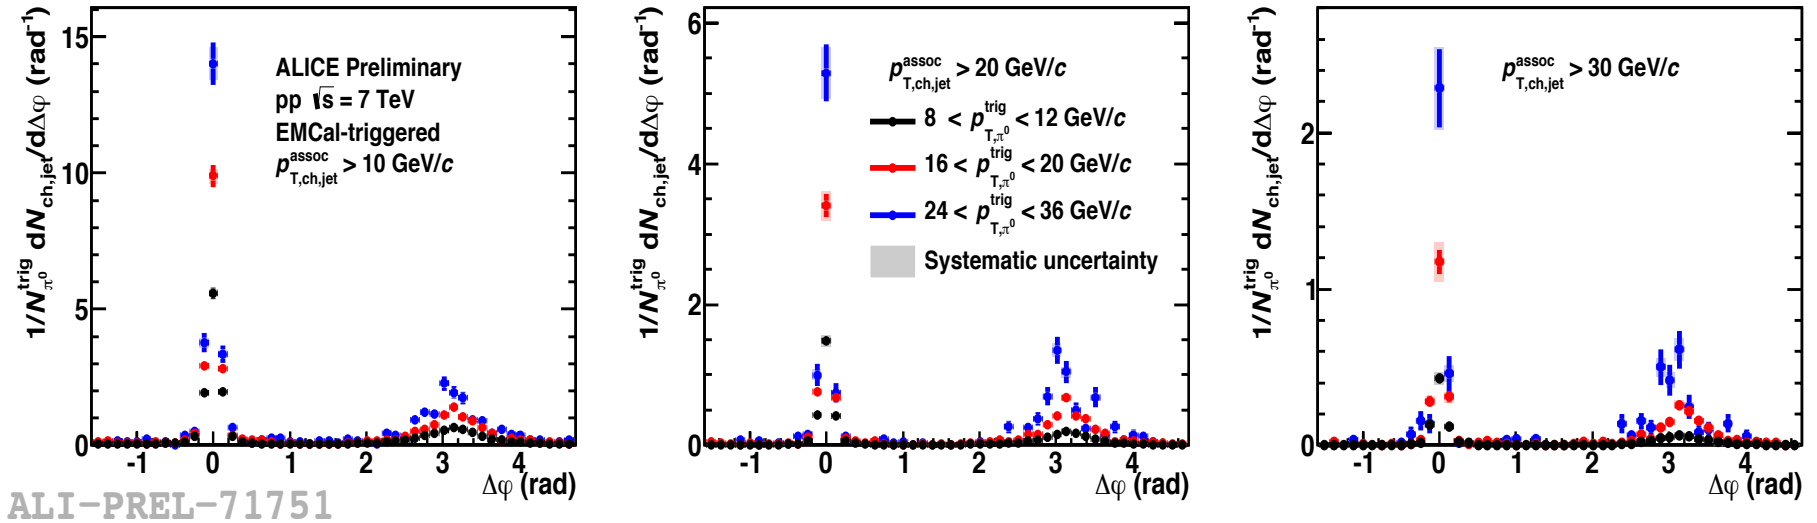 1/N^trig_π⁰ dN_ch,jet/dΔφ (rad⁻¹)
15
10
5
0
ALICE Preliminary
pp √s = 7 TeV
EMCal-triggered
p^assoc_T,ch,jet > 10 GeV/c
-1 0 1 2 3 4
Δφ (rad)
1/N^trig_π⁰ dN_ch,jet/dΔφ (rad⁻¹)
6
4
2
0
p^assoc_T,ch,jet > 20 GeV/c
8 < p^trig_T,π⁰ < 12 GeV/c
16 < p^trig_T,π⁰ < 20 GeV/c
24 < p^trig_T,π⁰ < 36 GeV/c
Systematic uncertainty
-1 0 1 2 3 4
Δφ (rad)
1/N^trig_π⁰ dN_ch,jet/dΔφ (rad⁻¹)
2
1
0
p^assoc_T,ch,jet > 30 GeV/c
-1 0 1 2 3 4
Δφ (rad)
ALI-PREL-71751